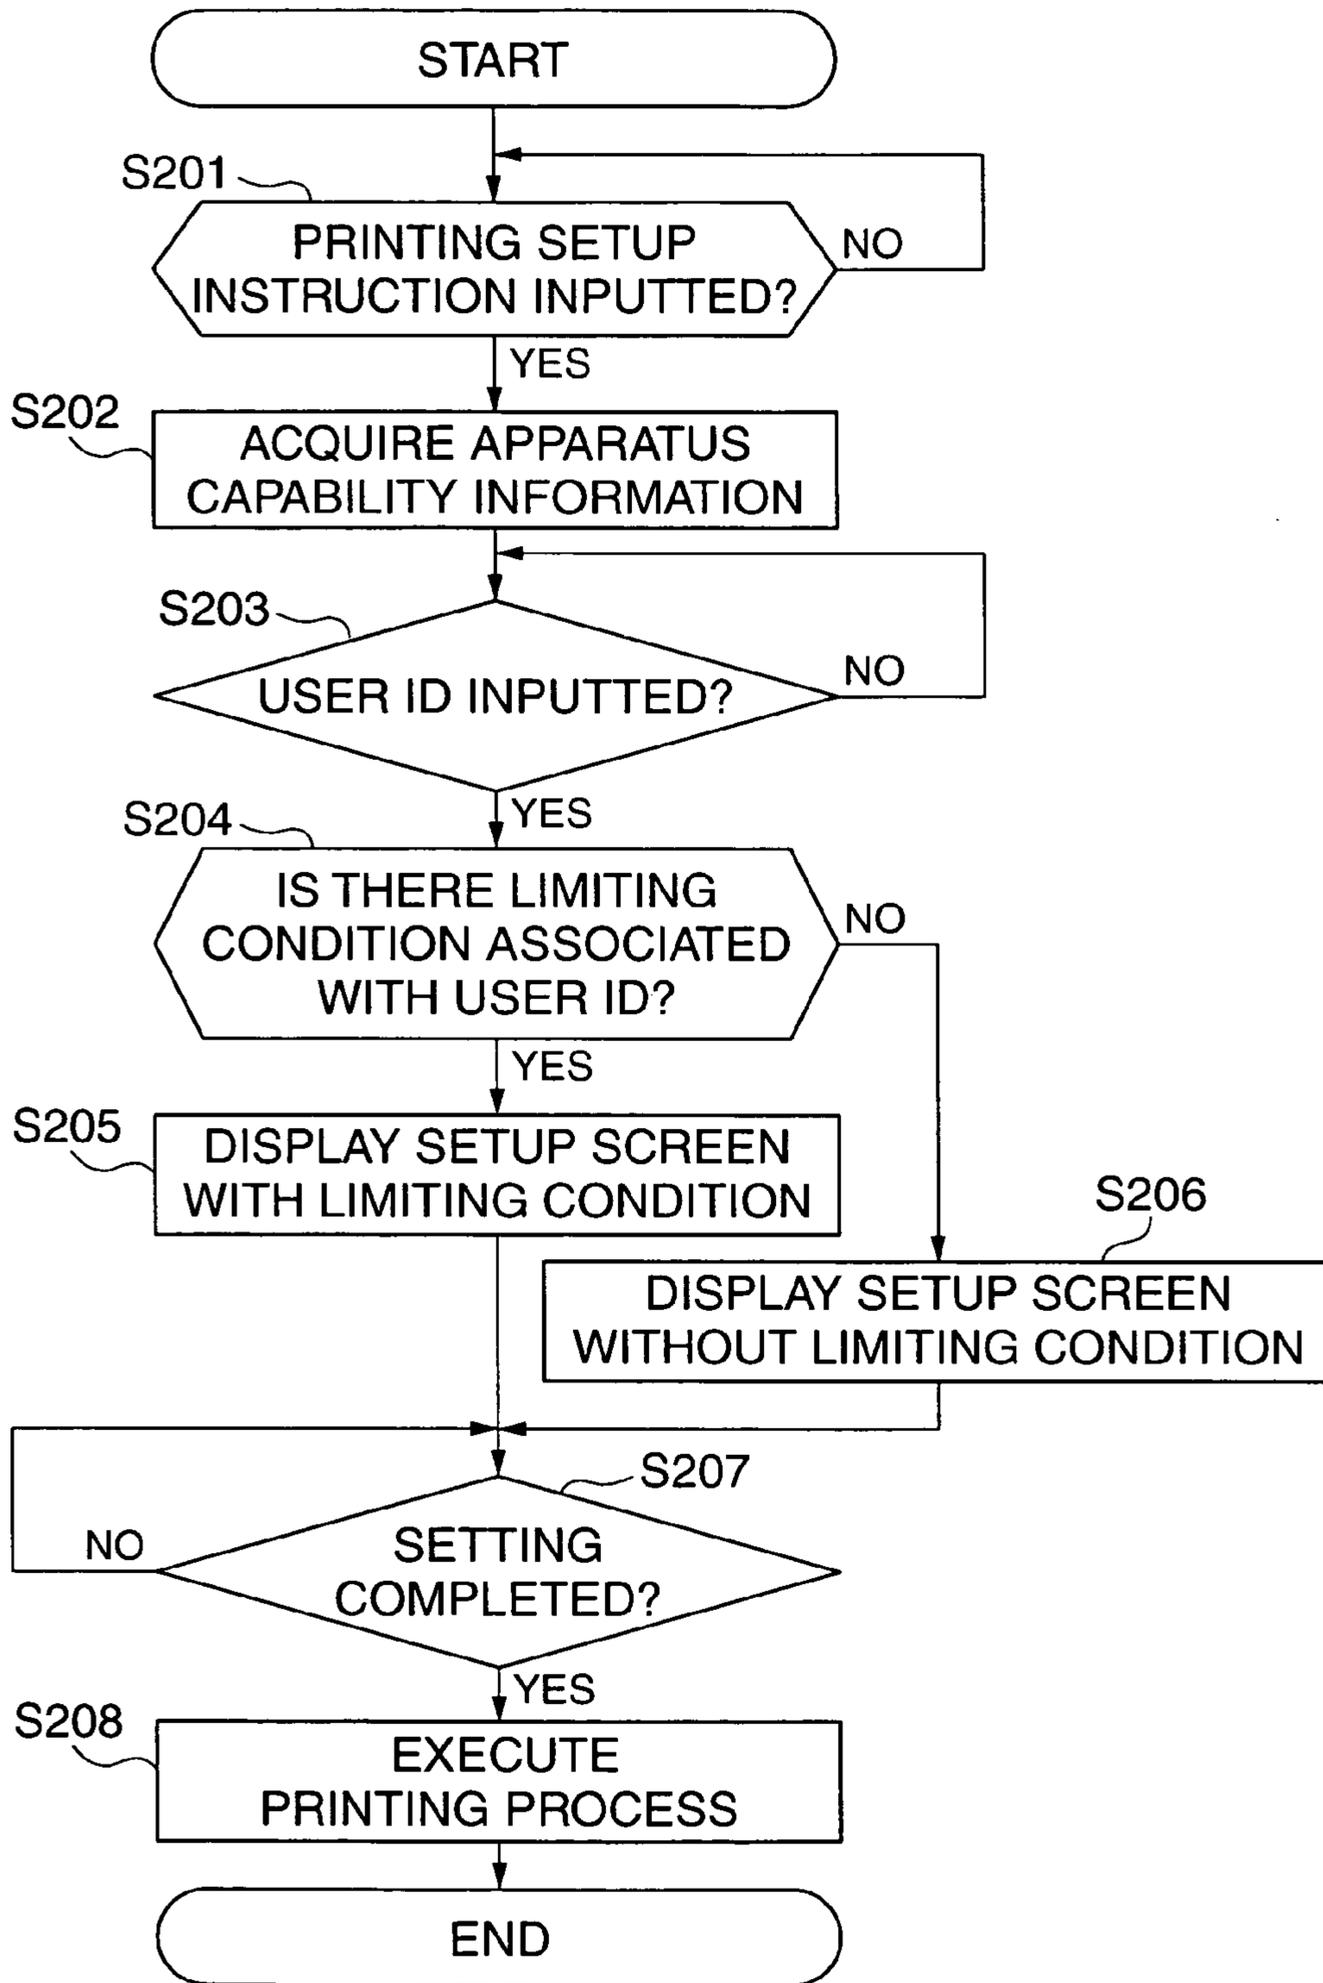 START
S201
PRINTING SETUP
INSTRUCTION INPUTTED?
NO
YES
S202
ACQUIRE APPARATUS
CAPABILITY INFORMATION
S203
USER ID INPUTTED?
NO
YES
S204
IS THERE LIMITING
CONDITION ASSOCIATED
WITH USER ID?
NO
YES
S205
DISPLAY SETUP SCREEN
WITH LIMITING CONDITION
S206
DISPLAY SETUP SCREEN
WITHOUT LIMITING CONDITION
S207
SETTING
COMPLETED?
NO
YES
S208
EXECUTE
PRINTING PROCESS
END